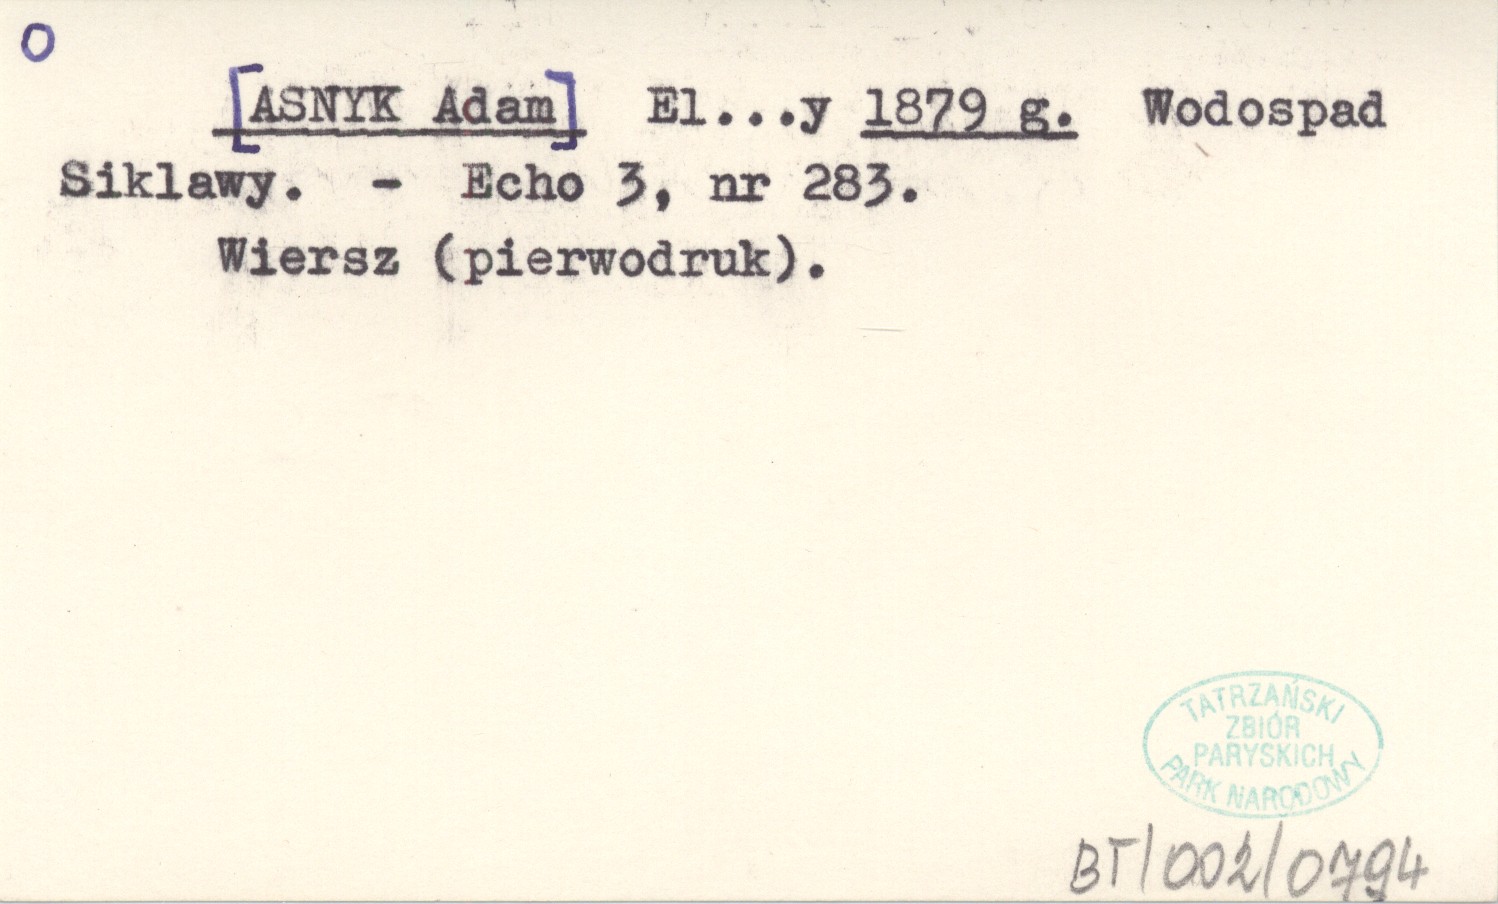 O
[ASNYK Adam] El...y 1879 g. Wodospad
Siklawy. - Echo 3, nr 283.
Wiersz (pierwodruk).
TATRZAŃSKI
ZBIÓR
PARYSKICH
PARK NARODOWY
BT/002/0794